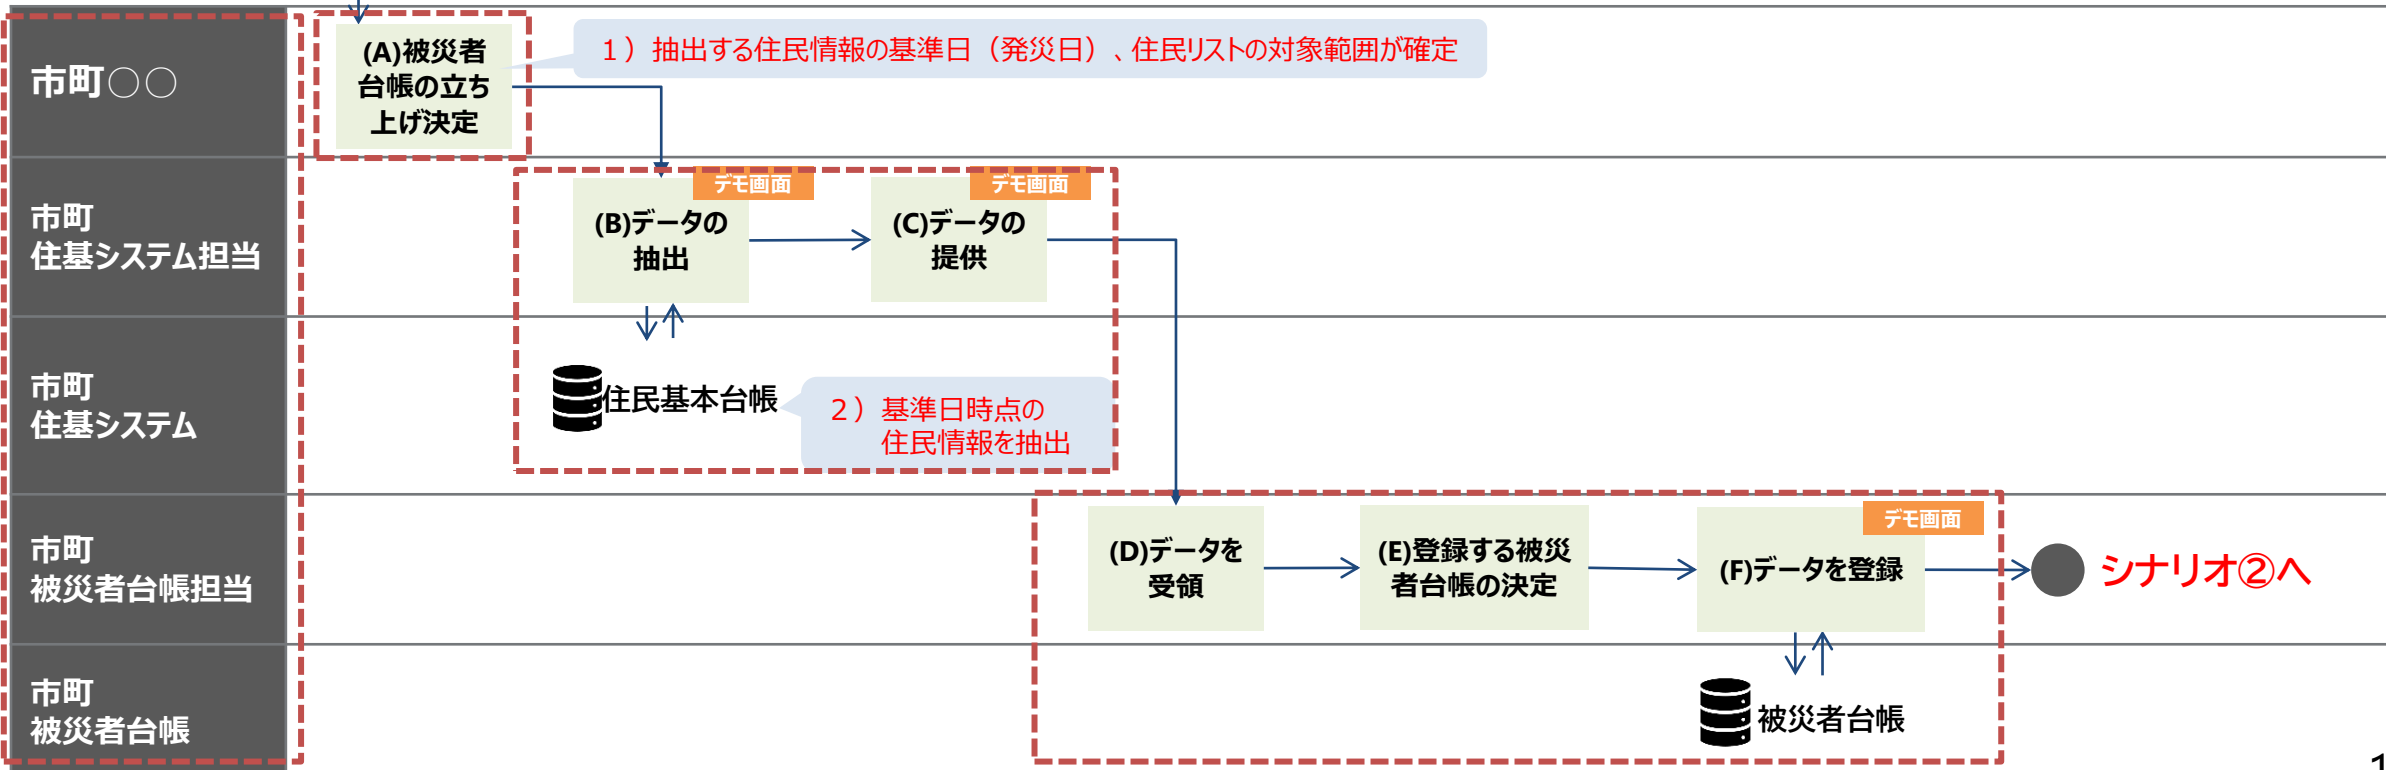 市町○○
(A)被災者
台帳の立ち
上げ決定
1）抽出する住民情報の基準日（発災日）、住民リストの対象範囲が確定
市町
住基システム担当
デモ画面
(B)データの
抽出
デモ画面
(C)データの
提供
市町
住基システム
住民基本台帳
2）基準日時点の
住民情報を抽出
市町
被災者台帳担当
(D)データを
受領
(E)登録する被災
者台帳の決定
デモ画面
(F)データを登録
シナリオ②へ
市町
被災者台帳
被災者台帳